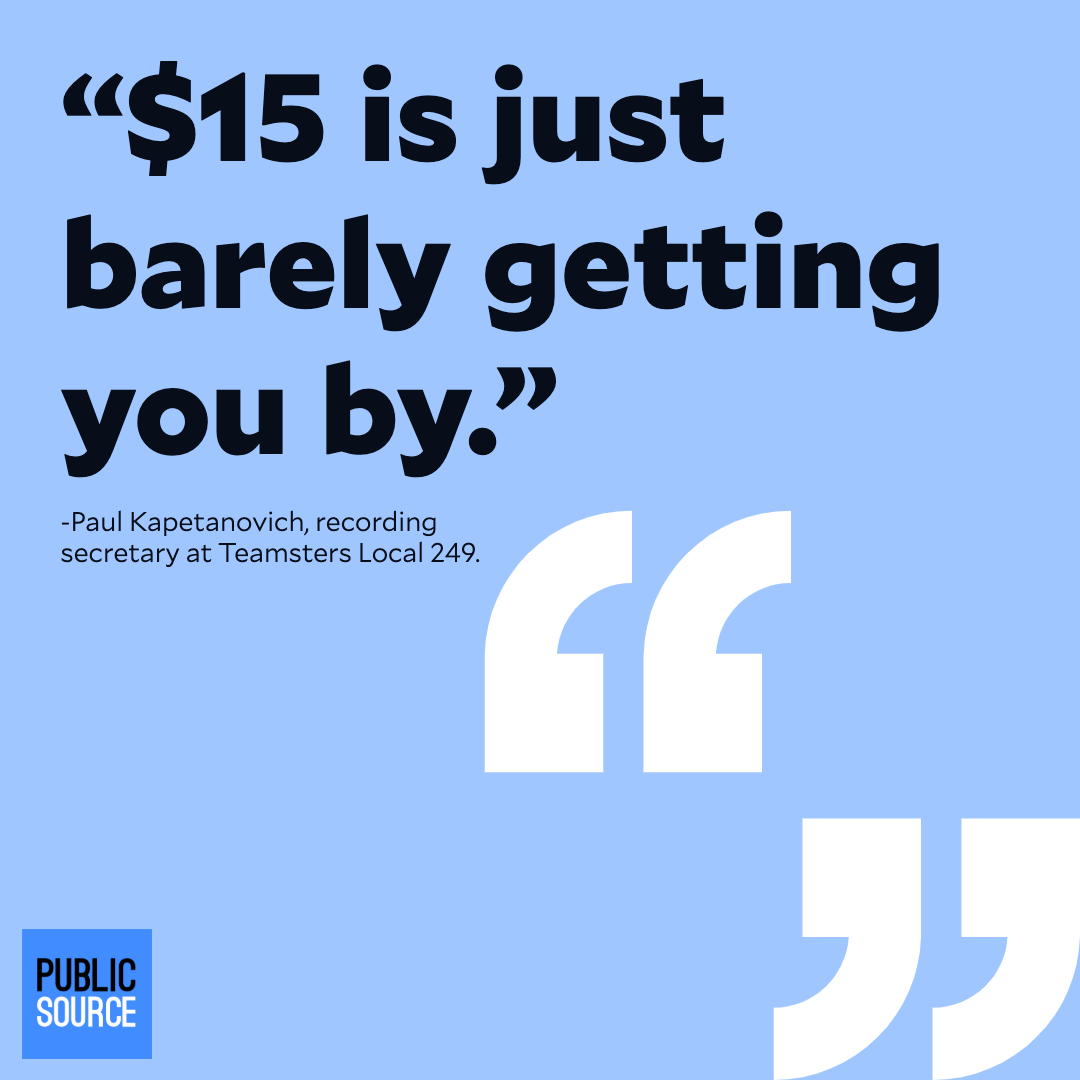 “$15 is just
barely getting
you by.”
-Paul Kapetanovich, recording
secretary at Teamsters Local 249.
PUBLIC
SOURCE